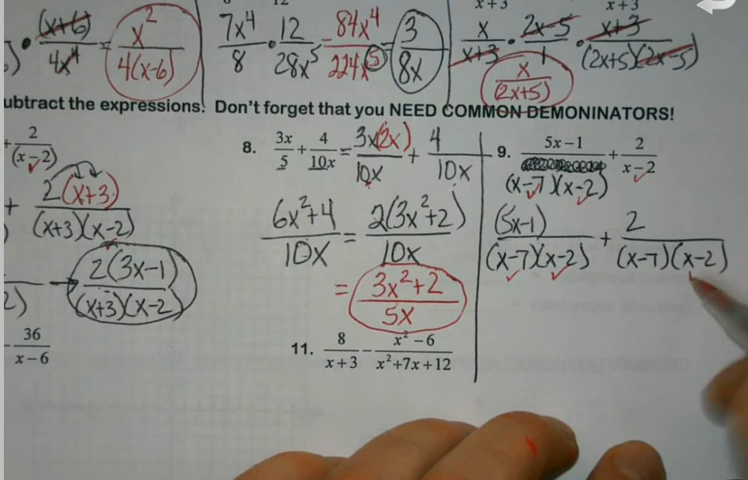 ) • (x+6)/4x⁴ = x²/4(x-6)
7x⁴/8 • 12/28x⁵ = 84x⁴/224x⁵ = 3/8x
x+3 x+3
x/x+3 • 2x-5/1 • x+3/(2x+5)(2x-5)
x/(2x+5)
ubtract the expressions. Don't forget that you NEED COMMON DEMONINATORS!
+ 2/(x-2)
+ 2(x+3)/(x+3)(x-2)
→ 2(3x-1)/(x+3)(x-2)
2)
- 36/x-6
8. 3x/5 + 4/10x = 3x(2x)/10x + 4/10x
6x²+4/10x = 2(3x²+2)/10x
= 3x²+2/5x
9. 5x-1/(x-7)(x-2) + 2/x-2
(5x-1)/(x-7)(x-2) + 2/(x-7)(x-2)
11. 8/x+3 - x²-6/x²+7x+12